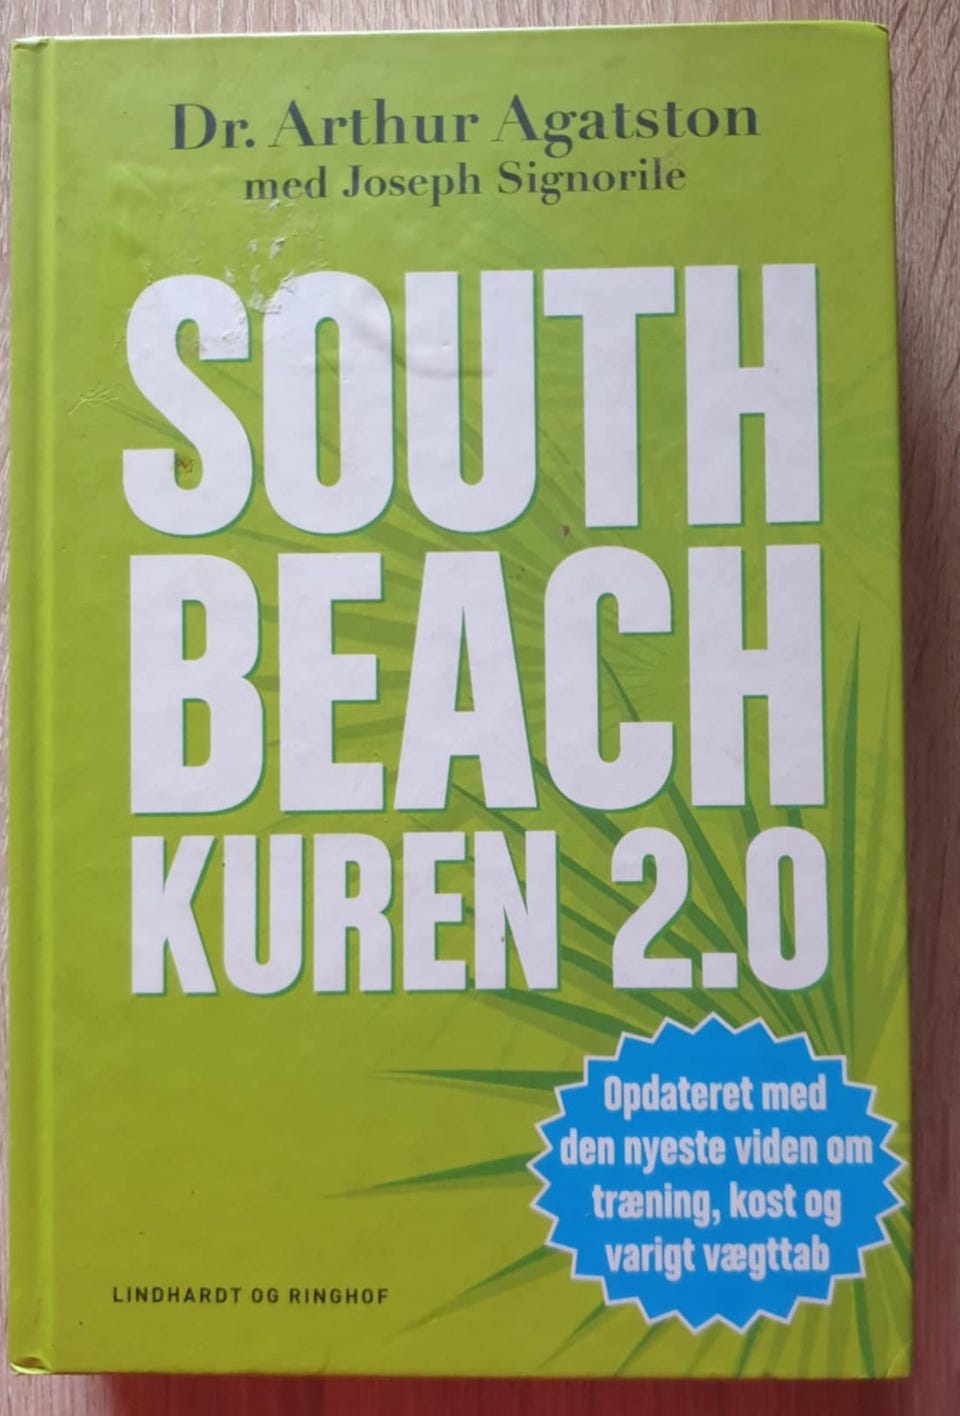 Dr. Arthur Agatston
med Joseph Signorile
SOUTH
BEACH
KUREN 2.0
Opdateret med
den nyeste viden om
træning, kost og
varigt vægttab
LINDHARDT OG RINGHOF